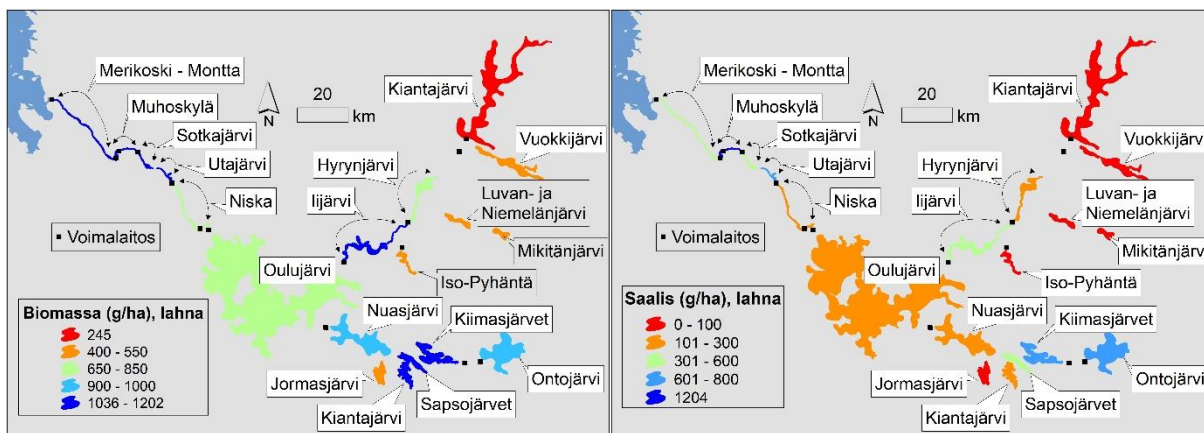 Merikoski - Montta
Muhoskylä
Sotkajärvi
Utajärvi
Niska
N
20
km
Kiantajärvi
Vuokkijärvi
Hyrynjärvi
Iijärvi
Luvan- ja
Niemelänjärvi
Mikitänjärvi
Voimalaitos
Oulujärvi
Iso-Pyhäntä
Nuasjärvi
Kiimasjärvet
Jormasjärvi
Kiantajärvi
Sapsojärvet
Ontojärvi
Biomassa (g/ha), lahna
245
400 - 550
650 - 850
900 - 1000
1036 - 1202
Merikoski - Montta
Muhoskylä
Sotkajärvi
Utajärvi
Niska
N
20
km
Kiantajärvi
Vuokkijärvi
Hyrynjärvi
Iijärvi
Luvan- ja
Niemelänjärvi
Mikitänjärvi
Voimalaitos
Oulujärvi
Iso-Pyhäntä
Nuasjärvi
Kiimasjärvet
Jormasjärvi
Kiantajärvi
Sapsojärvet
Ontojärvi
Saalis (g/ha), lahna
0 - 100
101 - 300
301 - 600
601 - 800
1204